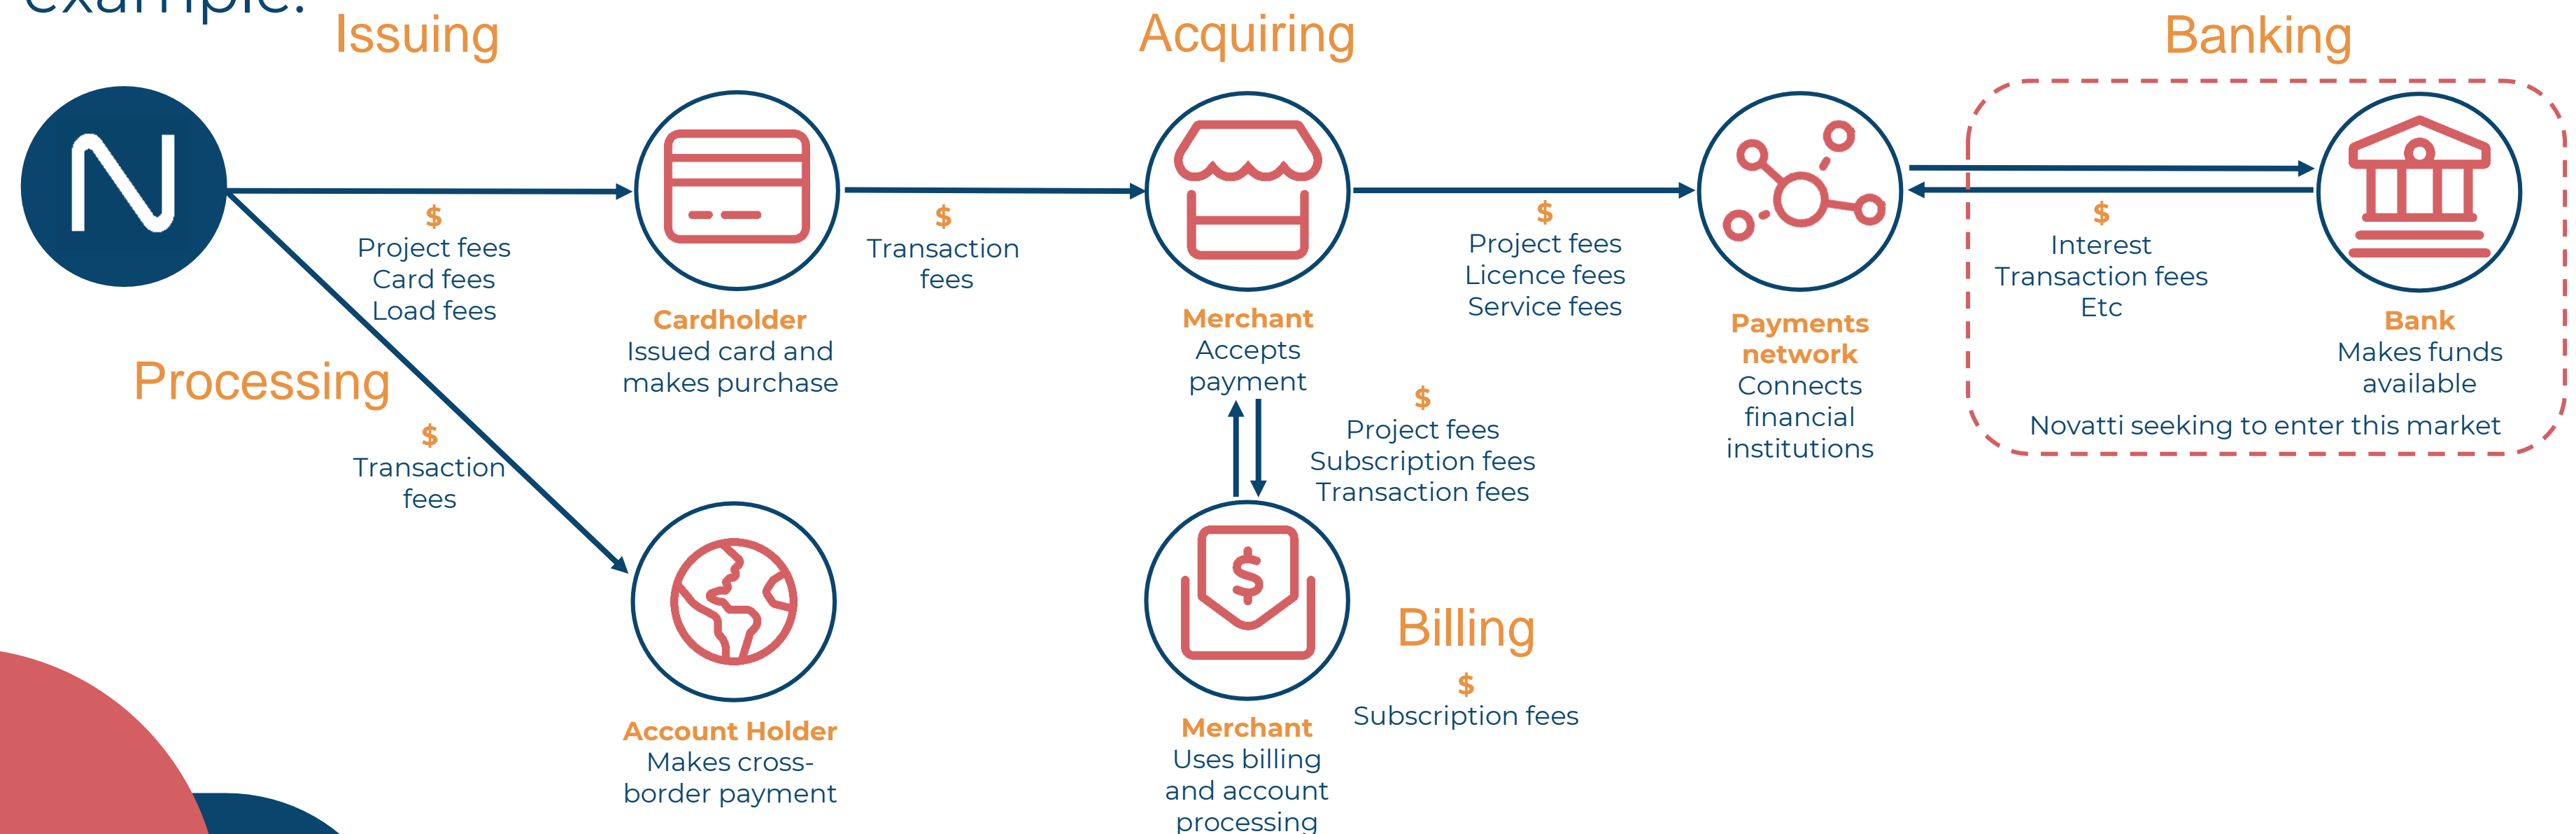 example:
Issuing
Acquiring
Banking
N
$
Project fees
Card fees
Load fees
$
Transaction
fees
$
Project fees
Licence fees
Service fees
$
Interest
Transaction fees
Etc
Cardholder
Issued card and
makes purchase
Merchant
Accepts
payment
Payments
network
Connects
financial
institutions
Bank
Makes funds
available
Novatti seeking to enter this market
Processing
$
Transaction
fees
$
Project fees
Subscription fees
Transaction fees
$
Billing
$
Subscription fees
Account Holder
Makes cross-
border payment
Merchant
Uses billing
and account
processing